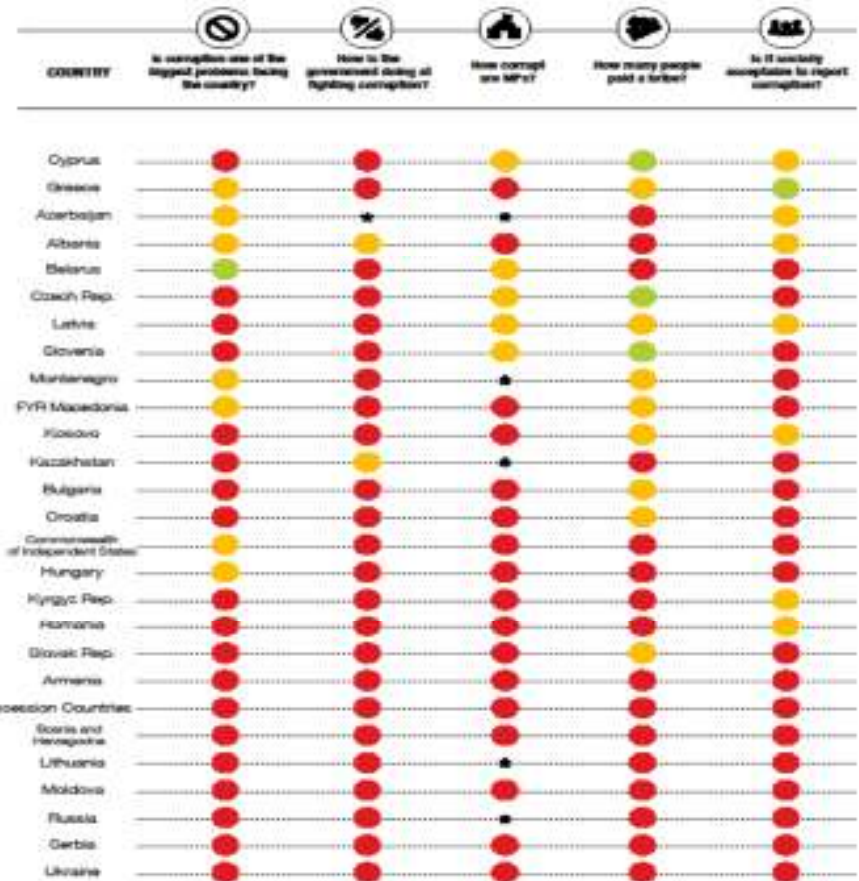 COUNTRY
Is corruption one of the
biggest problems facing
the country?
How is the
government doing at
fighting corruption?
How corrupt
are MPs?
How many people
paid a bribe?
Is it socially
acceptable to report
corruption?
Cyprus
Greece
Azerbaijan
Albania
Belarus
Czech Rep.
Latvia
Slovenia
Montenegro
FYR Macedonia
Kosovo
Kazakhstan
Bulgaria
Croatia
Commonwealth
of Independent States
Hungary
Kyrgyz Rep.
Romania
Slovak Rep.
Armenia
cession Countries
Bosnia and
Herzegovina
Lithuania
Moldova
Russia
Serbia
Ukraine